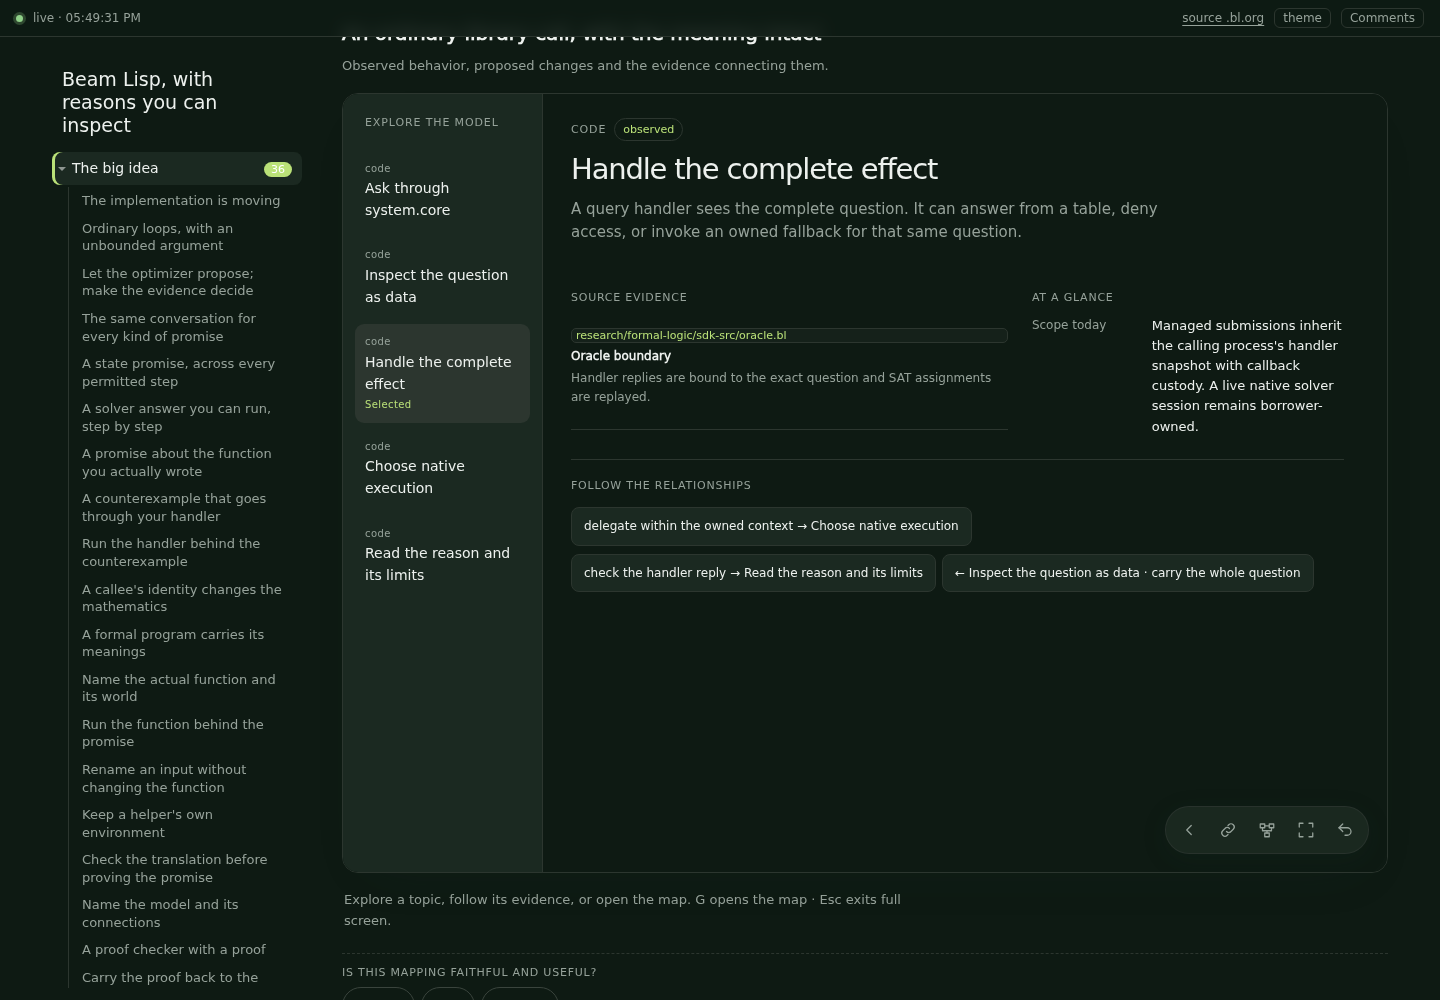 live · 05:49:31 PM
source .bl.org
theme
Comments
Beam Lisp, with
reasons you can
inspect
The big idea
36
The implementation is moving
Ordinary loops, with an
unbounded argument
Let the optimizer propose;
make the evidence decide
The same conversation for
every kind of promise
A state promise, across every
permitted step
A solver answer you can run,
step by step
A promise about the function
you actually wrote
A counterexample that goes
through your handler
Run the handler behind the
counterexample
A callee's identity changes the
mathematics
A formal program carries its
meanings
Name the actual function and
its world
Run the function behind the
promise
Rename an input without
changing the function
Keep a helper's own
environment
Check the translation before
proving the promise
Name the model and its
connections
A proof checker with a proof
Carry the proof back to the
An ordinary library call, with the meaning intact
Observed behavior, proposed changes and the evidence connecting them.
EXPLORE THE MODEL
code
Ask through
system.core
code
Inspect the question
as data
code
Handle the complete
effect
Selected
code
Choose native
execution
code
Read the reason and
its limits
CODE
observed
Handle the complete effect
A query handler sees the complete question. It can answer from a table, deny
access, or invoke an owned fallback for that same question.
SOURCE EVIDENCE
research/formal-logic/sdk-src/oracle.bl
Oracle boundary
Handler replies are bound to the exact question and SAT assignments
are replayed.
AT A GLANCE
Scope today
Managed submissions inherit
the calling process's handler
snapshot with callback
custody. A live native solver
session remains borrower-
owned.
FOLLOW THE RELATIONSHIPS
delegate within the owned context → Choose native execution
check the handler reply → Read the reason and its limits
← Inspect the question as data · carry the whole question
Explore a topic, follow its evidence, or open the map. G opens the map · Esc exits full
screen.
IS THIS MAPPING FAITHFUL AND USEFUL?